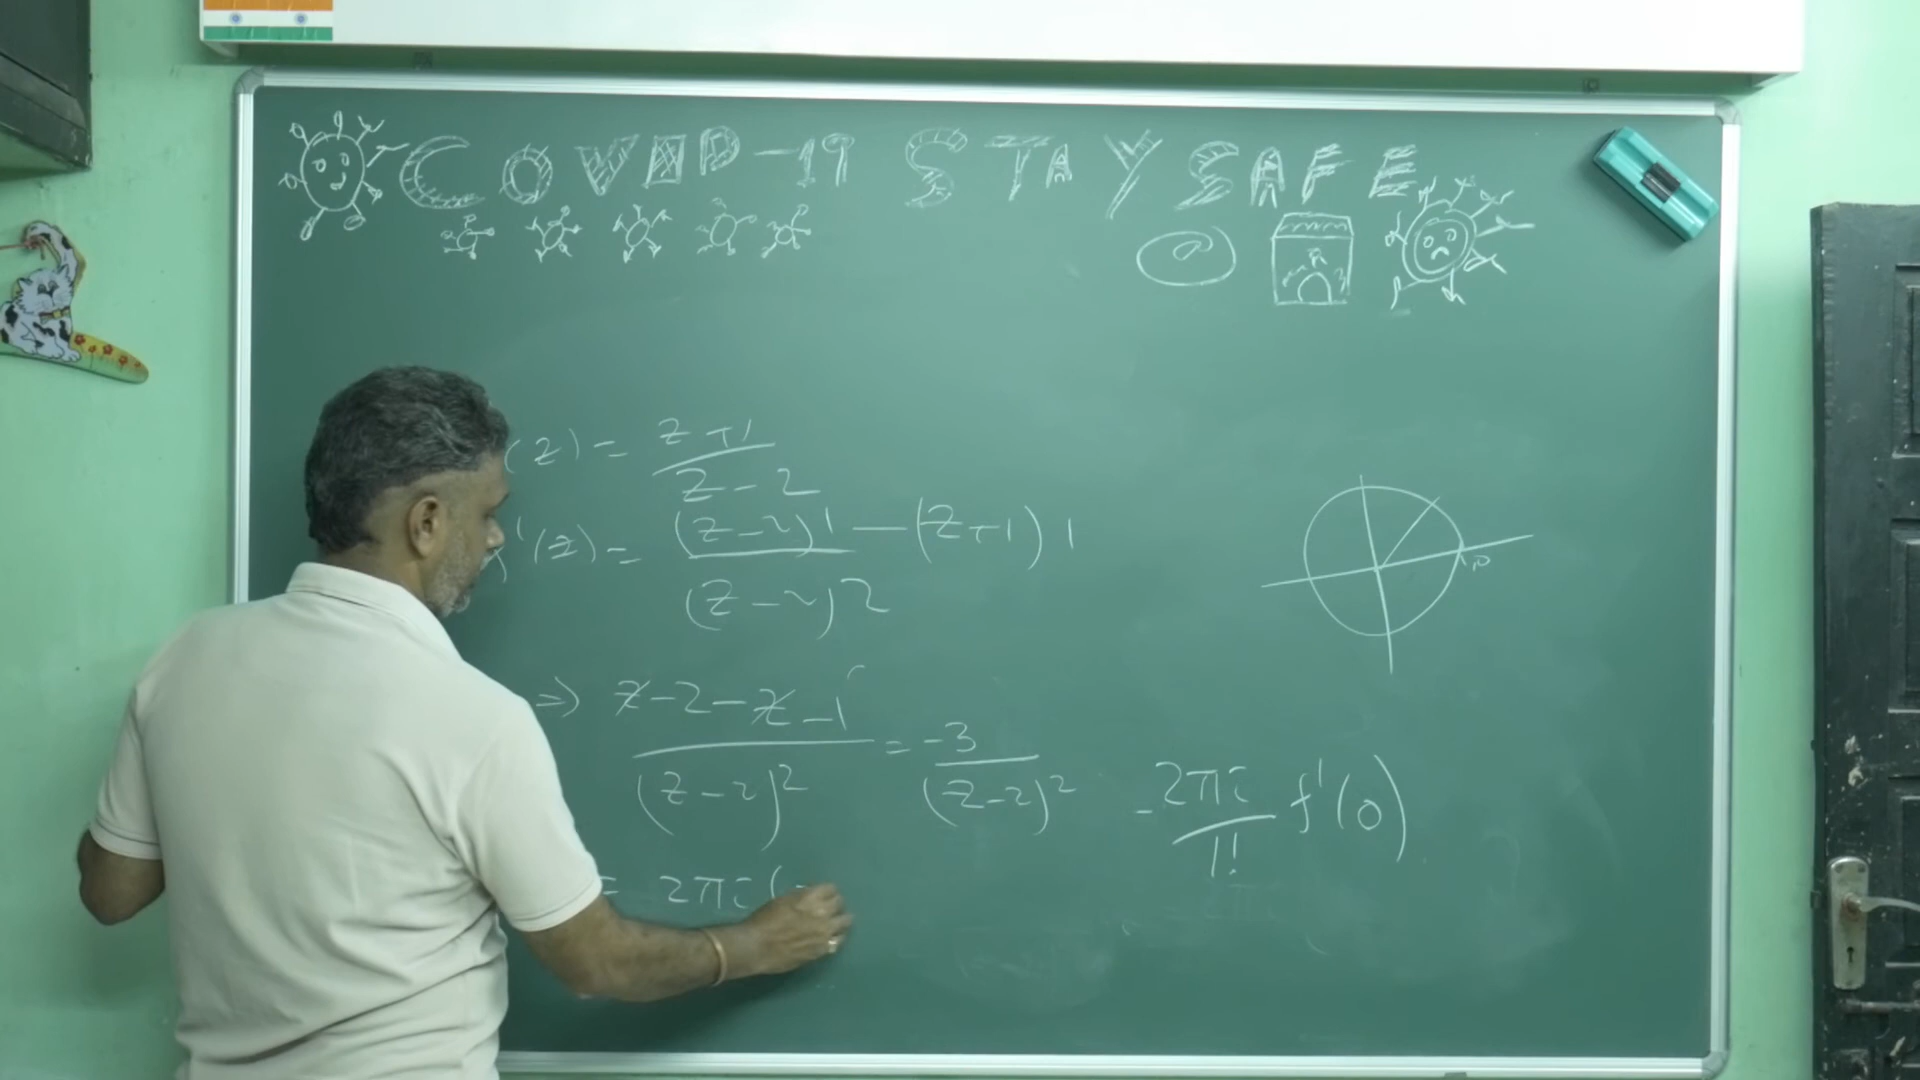 COVID-19 STAY SAFE
(z) = z+1 / z-2
'(z) = (z-2)1 - (z+1)1 / (z-2)2
=> z-2-z-1 / (z-2)² = -3 / (z-2)²
2πi / 1! f'(0)
= 2πi(